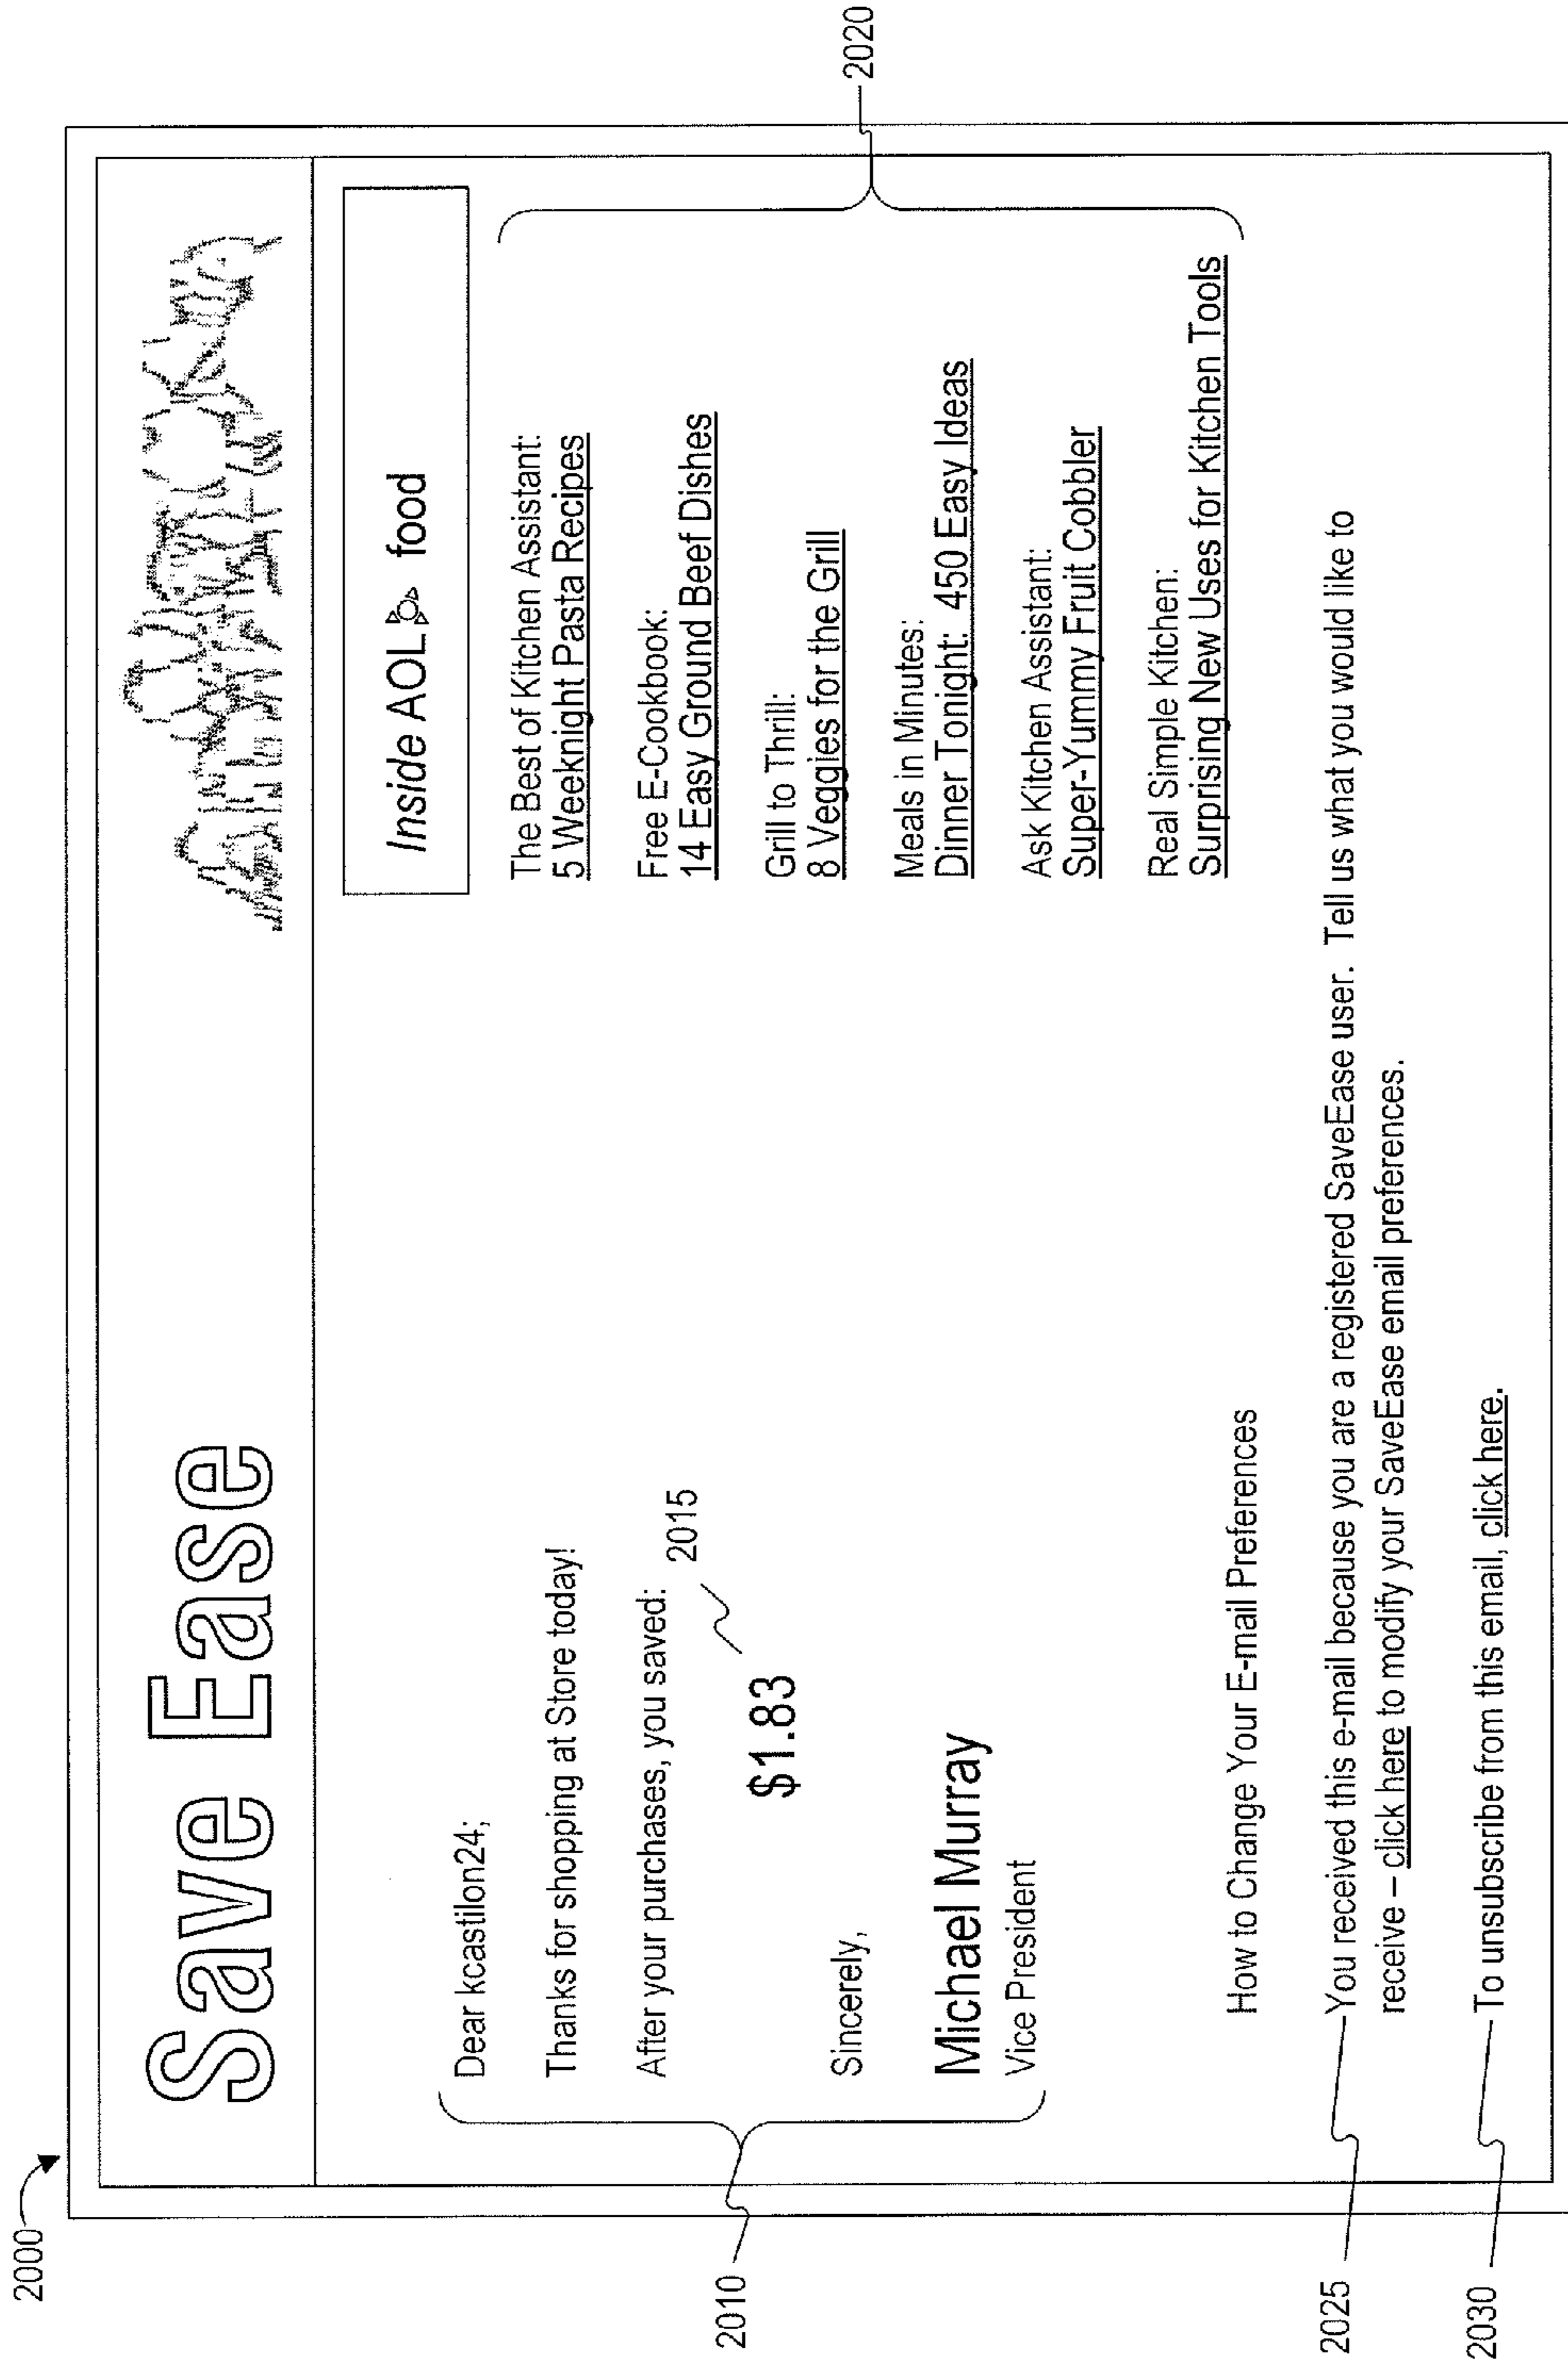 2000
Save Ease
Inside AOL food
2010
Dear kcastilon24;
Thanks for shopping at Store today!
After your purchases, you saved:
2015
$1.83
Sincerely,
Michael Murray
Vice President
The Best of Kitchen Assistant:
5 Weeknight Pasta Recipes
Free E-Cookbook:
14 Easy Ground Beef Dishes
Grill to Thrill:
8 Veggies for the Grill
Meals in Minutes:
Dinner Tonight: 450 Easy Ideas
Ask Kitchen Assistant:
Super-Yummy Fruit Cobbler
Real Simple Kitchen:
Surprising New Uses for Kitchen Tools
2020
How to Change Your E-mail Preferences
2025
You received this e-mail because you are a registered SaveEase user. Tell us what you would like to
receive – click here to modify your SaveEase email preferences.
2030
To unsubscribe from this email, click here.